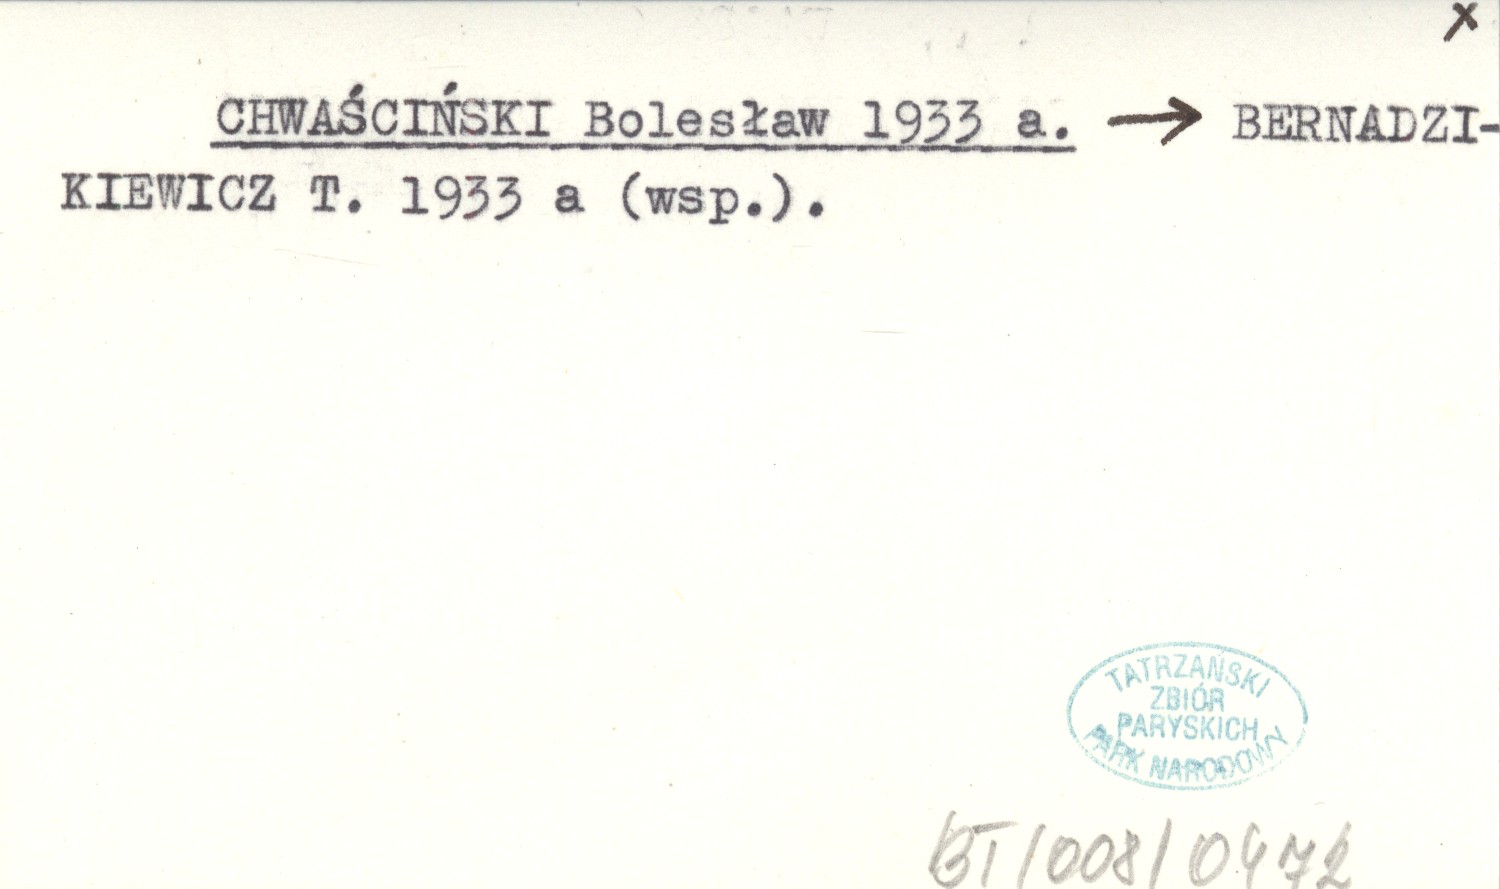 x
CHWAŚCIŃSKI Bolesław 1933 a. → BERNADZI-
KIEWICZ T. 1933 a (wsp.).
TATRZAŃSKI
ZBIÓR
PARYSKICH
PARK NARODOWY
BT/008/0472